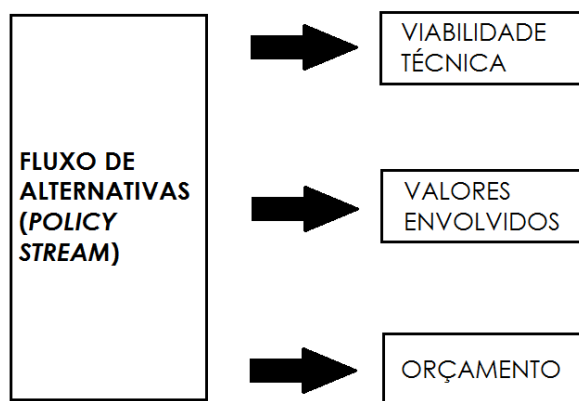 FLUXO DE
ALTERNATIVAS
(POLICY
STREAM)
VIABILIDADE
TÉCNICA
VALORES
ENVOLVIDOS
ORÇAMENTO